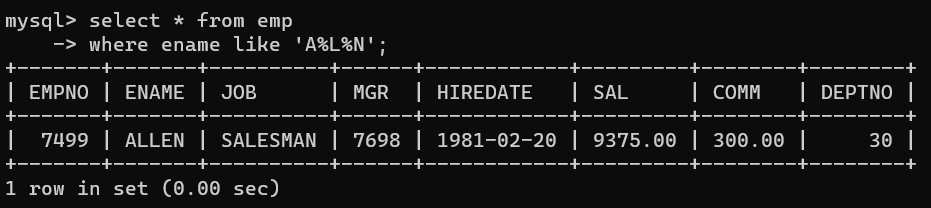 mysql> select * from emp
    -> where ename like 'A%L%N';
+-------+-------+----------+------+------------+---------+--------+--------+
| EMPNO | ENAME | JOB      | MGR  | HIREDATE   | SAL     | COMM   | DEPTNO |
+-------+-------+----------+------+------------+---------+--------+--------+
|  7499 | ALLEN | SALESMAN | 7698 | 1981-02-20 | 9375.00 | 300.00 |     30 |
+-------+-------+----------+------+------------+---------+--------+--------+
1 row in set (0.00 sec)